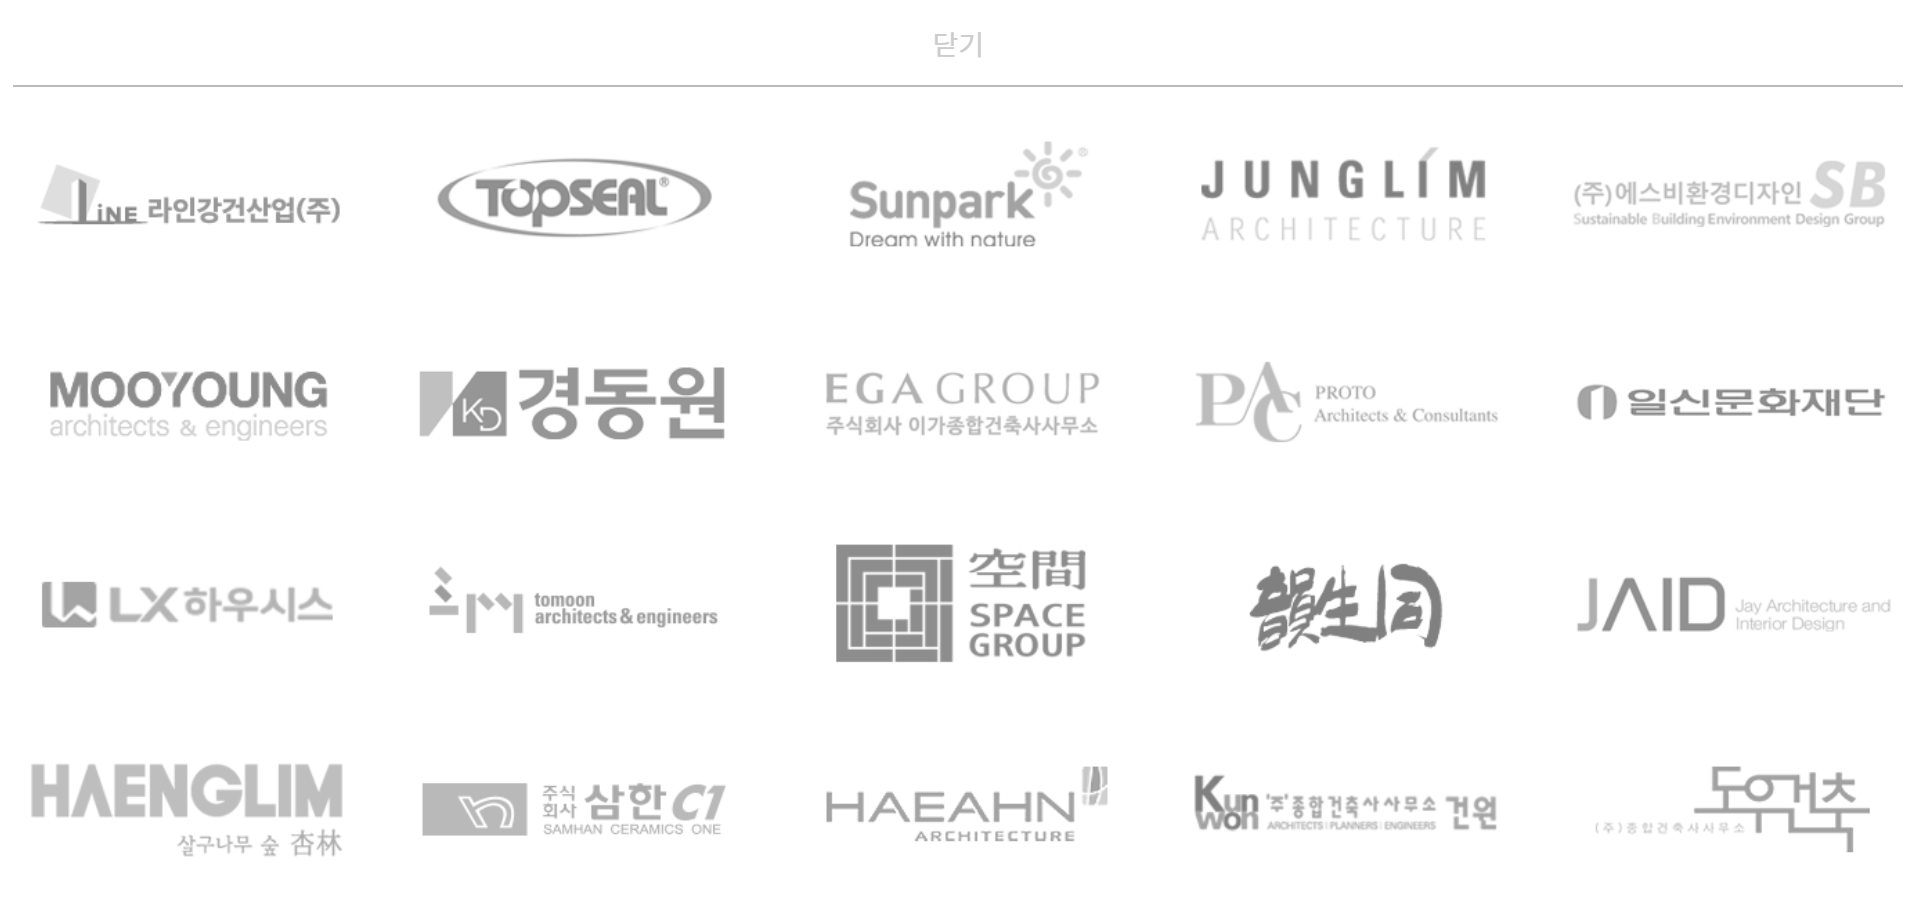 닫기
LiNE 라인강건산업(주)
TOPSEAL®
Sunpark®
Dream with nature
JUNGLIM
ARCHITECTURE
(주)에스비환경디자인 SB
Sustainable Building Environment Design Group
MOOYOUNG
architects & engineers
KD 경동원
EGA GROUP
주식회사 이가종합건축사사무소
PAC PROTO
Architects & Consultants
일신문화재단
LX하우시스
tomoon
architects & engineers
空間
SPACE
GROUP
韻生同
JAID Jay Architecture and
Interior Design
HAENGLIM
살구나무 숲 杏林
주식
회사 삼한 C1
SAMHAN CERAMICS ONE
HAEAHN
ARCHITECTURE
Kunwon '주'종합건축사사무소 건원
ARCHITECTS | PLANNERS | ENGINEERS
도우건축
(주)종합건축사사무소